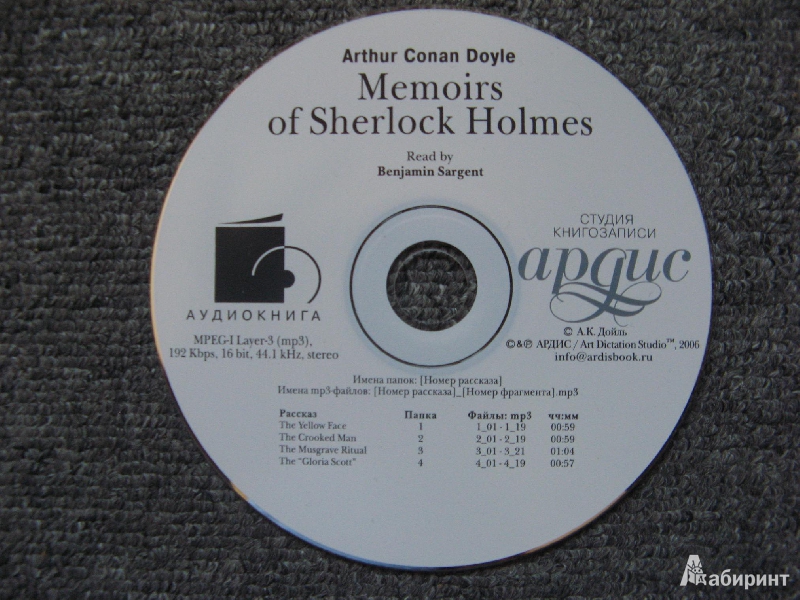 Arthur Conan Doyle
Memoirs
of Sherlock Holmes
Read by
Benjamin Sargent
АУДИОКНИГА
MPEG-I Layer-3 (mp3),
192 Kbps, 16 bit, 44.1 kHz, stereo
СТУДИЯ
КНИГОЗАПИСИ
ардис
© А.К. Дойль
©&℗ АРДИС / Art Dictation Studio™, 2006
info@ardisbook.ru
Имена папок: [Номер рассказа]
Имена mp3-файлов: [Номер рассказа]_[Номер фрагмента].mp3
Рассказ Папка Файлы: mp3 чч:мм
The Yellow Face 1 1_01 - 1_19 00:59
The Crooked Man 2 2_01 - 2_19 00:59
The Musgrave Ritual 3 3_01 - 3_21 01:04
The "Gloria Scott" 4 4_01 - 4_19 00:57
Лабиринт